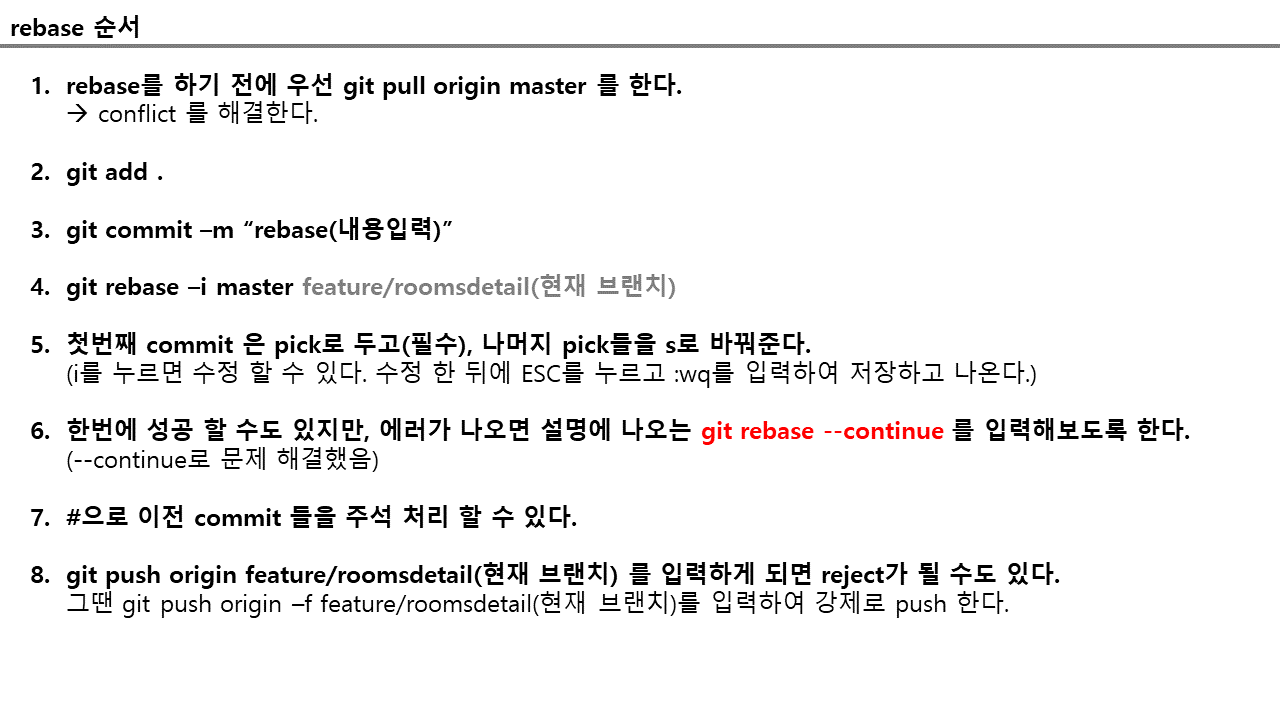 rebase 순서
1. rebase를 하기 전에 우선 git pull origin master 를 한다.
→ conflict 를 해결한다.
2. git add .
3. git commit –m “rebase(내용입력)”
4. git rebase –i master feature/roomsdetail(현재 브랜치)
5. 첫번째 commit 은 pick로 두고(필수), 나머지 pick들을 s로 바꿔준다.
(i를 누르면 수정 할 수 있다. 수정 한 뒤에 ESC를 누르고 :wq를 입력하여 저장하고 나온다.)
6. 한번에 성공 할 수도 있지만, 에러가 나오면 설명에 나오는 git rebase --continue 를 입력해보도록 한다.
(--continue로 문제 해결했음)
7. #으로 이전 commit 들을 주석 처리 할 수 있다.
8. git push origin feature/roomsdetail(현재 브랜치) 를 입력하게 되면 reject가 될 수도 있다.
그땐 git push origin –f feature/roomsdetail(현재 브랜치)를 입력하여 강제로 push 한다.